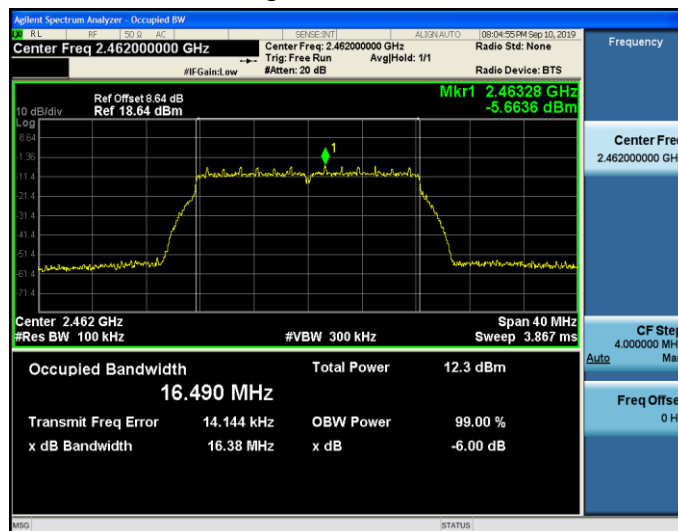 Agilent Spectrum Analyzer - Occupied BW
RL RF 50 Ω AC SENSE:INT ALIGN AUTO 08:04:55 PM Sep 10, 2019
Center Freq 2.462000000 GHz
Center Freq: 2.462000000 GHz
Radio Std: None
Trig: Free Run Avg|Hold: 1/1
#IFGain:Low #Atten: 20 dB Radio Device: BTS
Frequency
Ref Offset 8.64 dB
10 dB/div Ref 18.64 dBm
Mkr1 2.46328 GHz
-5.6636 dBm
Log
8.64
-1.36
-11.4
-21.4
-31.4
-41.4
-51.4
-61.4
-71.4
1
Center 2.462 GHz Span 40 MHz
#Res BW 100 kHz #VBW 300 kHz Sweep 3.867 ms
Occupied Bandwidth Total Power 12.3 dBm
16.490 MHz
Transmit Freq Error 14.144 kHz OBW Power 99.00 %
x dB Bandwidth 16.38 MHz x dB -6.00 dB
Center Fre
2.462000000 GH
CF Ste
4.000000 MH
Auto Ma
Freq Offse
0 H
MSG STATUS